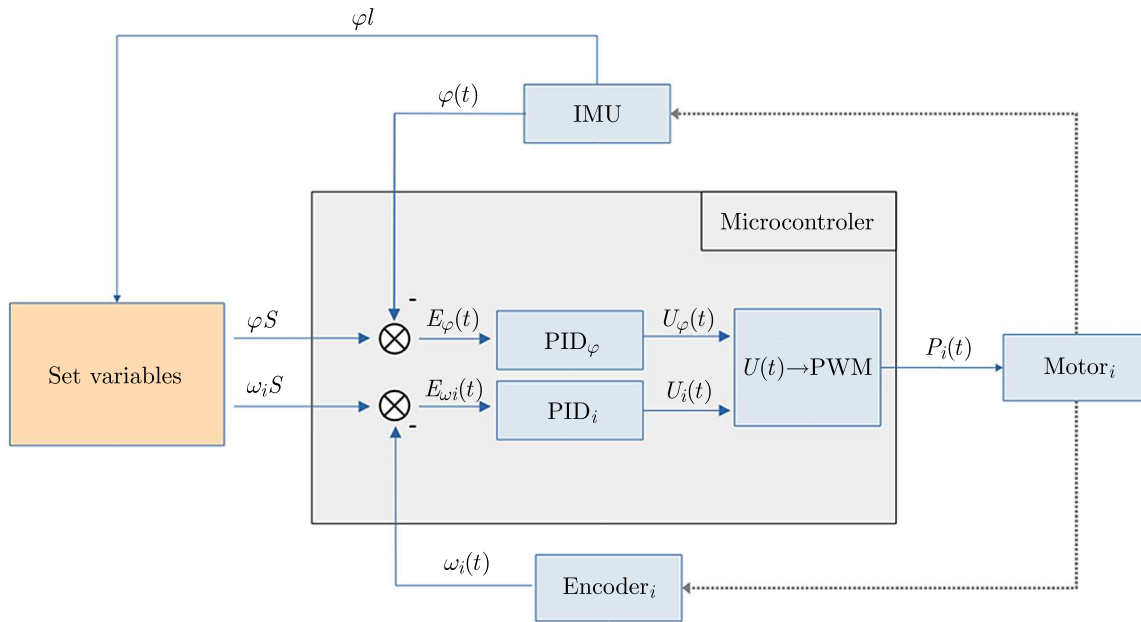 φl
φ(t)
IMU
Microcontroler
-
φS
E_φ(t)
PID_φ
U_φ(t)
Set variables
U(t)→PWM
P_i(t)
Motor_i
ω_iS
E_ωi(t)
PID_i
U_i(t)
-
ω_i(t)
Encoder_i